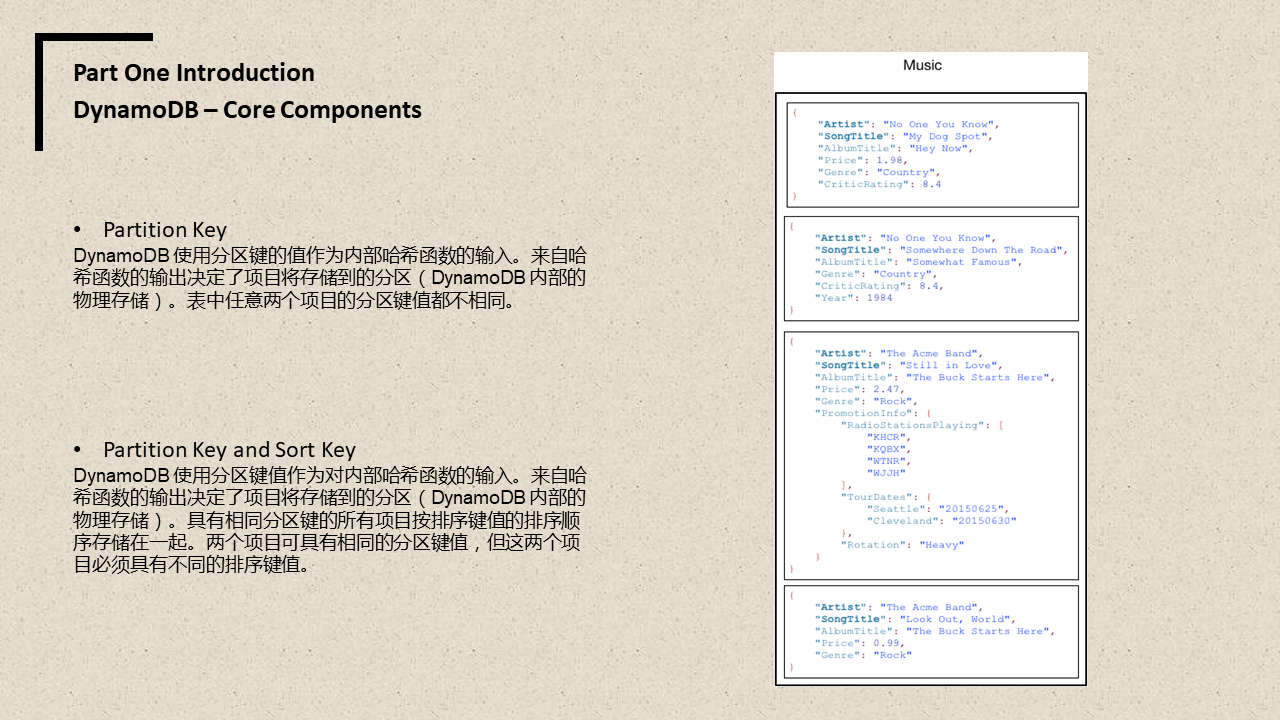 Part One Introduction
DynamoDB – Core Components
• Partition Key
DynamoDB 使用分区键的值作为内部哈希函数的输入。来自哈
希函数的输出决定了项目将存储到的分区（DynamoDB 内部的
物理存储）。表中任意两个项目的分区键值都不相同。
• Partition Key and Sort Key
DynamoDB 使用分区键值作为对内部哈希函数的输入。来自哈
希函数的输出决定了项目将存储到的分区（DynamoDB 内部的
物理存储）。具有相同分区键的所有项目按排序键值的排序顺
序存储在一起。两个项目可具有相同的分区键值，但这两个项
目必须具有不同的排序键值。
Music
{
"Artist": "No One You Know",
"SongTitle": "My Dog Spot",
"AlbumTitle": "Hey Now",
"Price": 1.98,
"Genre": "Country",
"CriticRating": 8.4
}
{
"Artist": "No One You Know",
"SongTitle": "Somewhere Down The Road",
"AlbumTitle": "Somewhat Famous",
"Genre": "Country",
"CriticRating": 8.4,
"Year": 1984
}
{
"Artist": "The Acme Band",
"SongTitle": "Still in Love",
"AlbumTitle": "The Buck Starts Here",
"Price": 2.47,
"Genre": "Rock",
"PromotionInfo": {
"RadioStationsPlaying": [
"KHCR",
"KQBX",
"WTNR",
"WJJH"
],
"TourDates": {
"Seattle": "20150625",
"Cleveland": "20150630"
},
"Rotation": "Heavy"
}
}
{
"Artist": "The Acme Band",
"SongTitle": "Look Out, World",
"AlbumTitle": "The Buck Starts Here",
"Price": 0.99,
"Genre": "Rock"
}